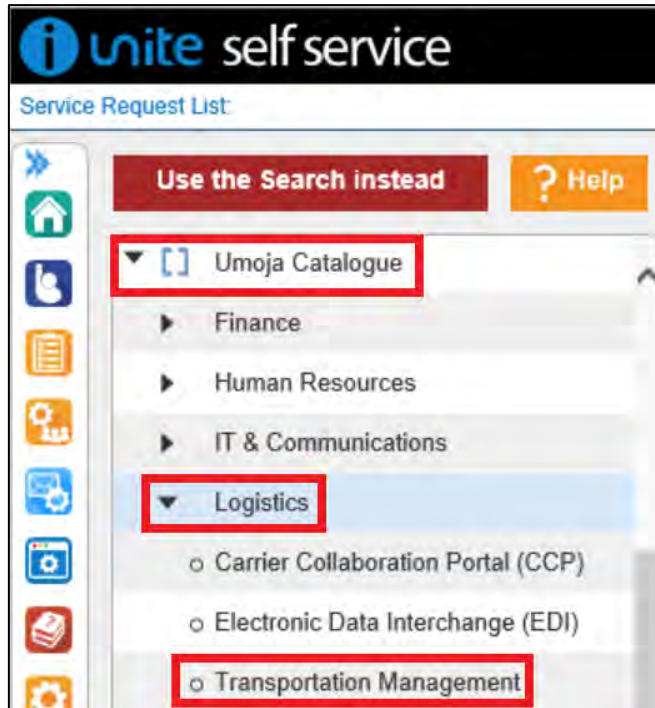 unite self service
Service Request List:
Use the Search instead
? Help
Umoja Catalogue
Finance
Human Resources
IT & Communications
Logistics
Carrier Collaboration Portal (CCP)
Electronic Data Interchange (EDI)
Transportation Management